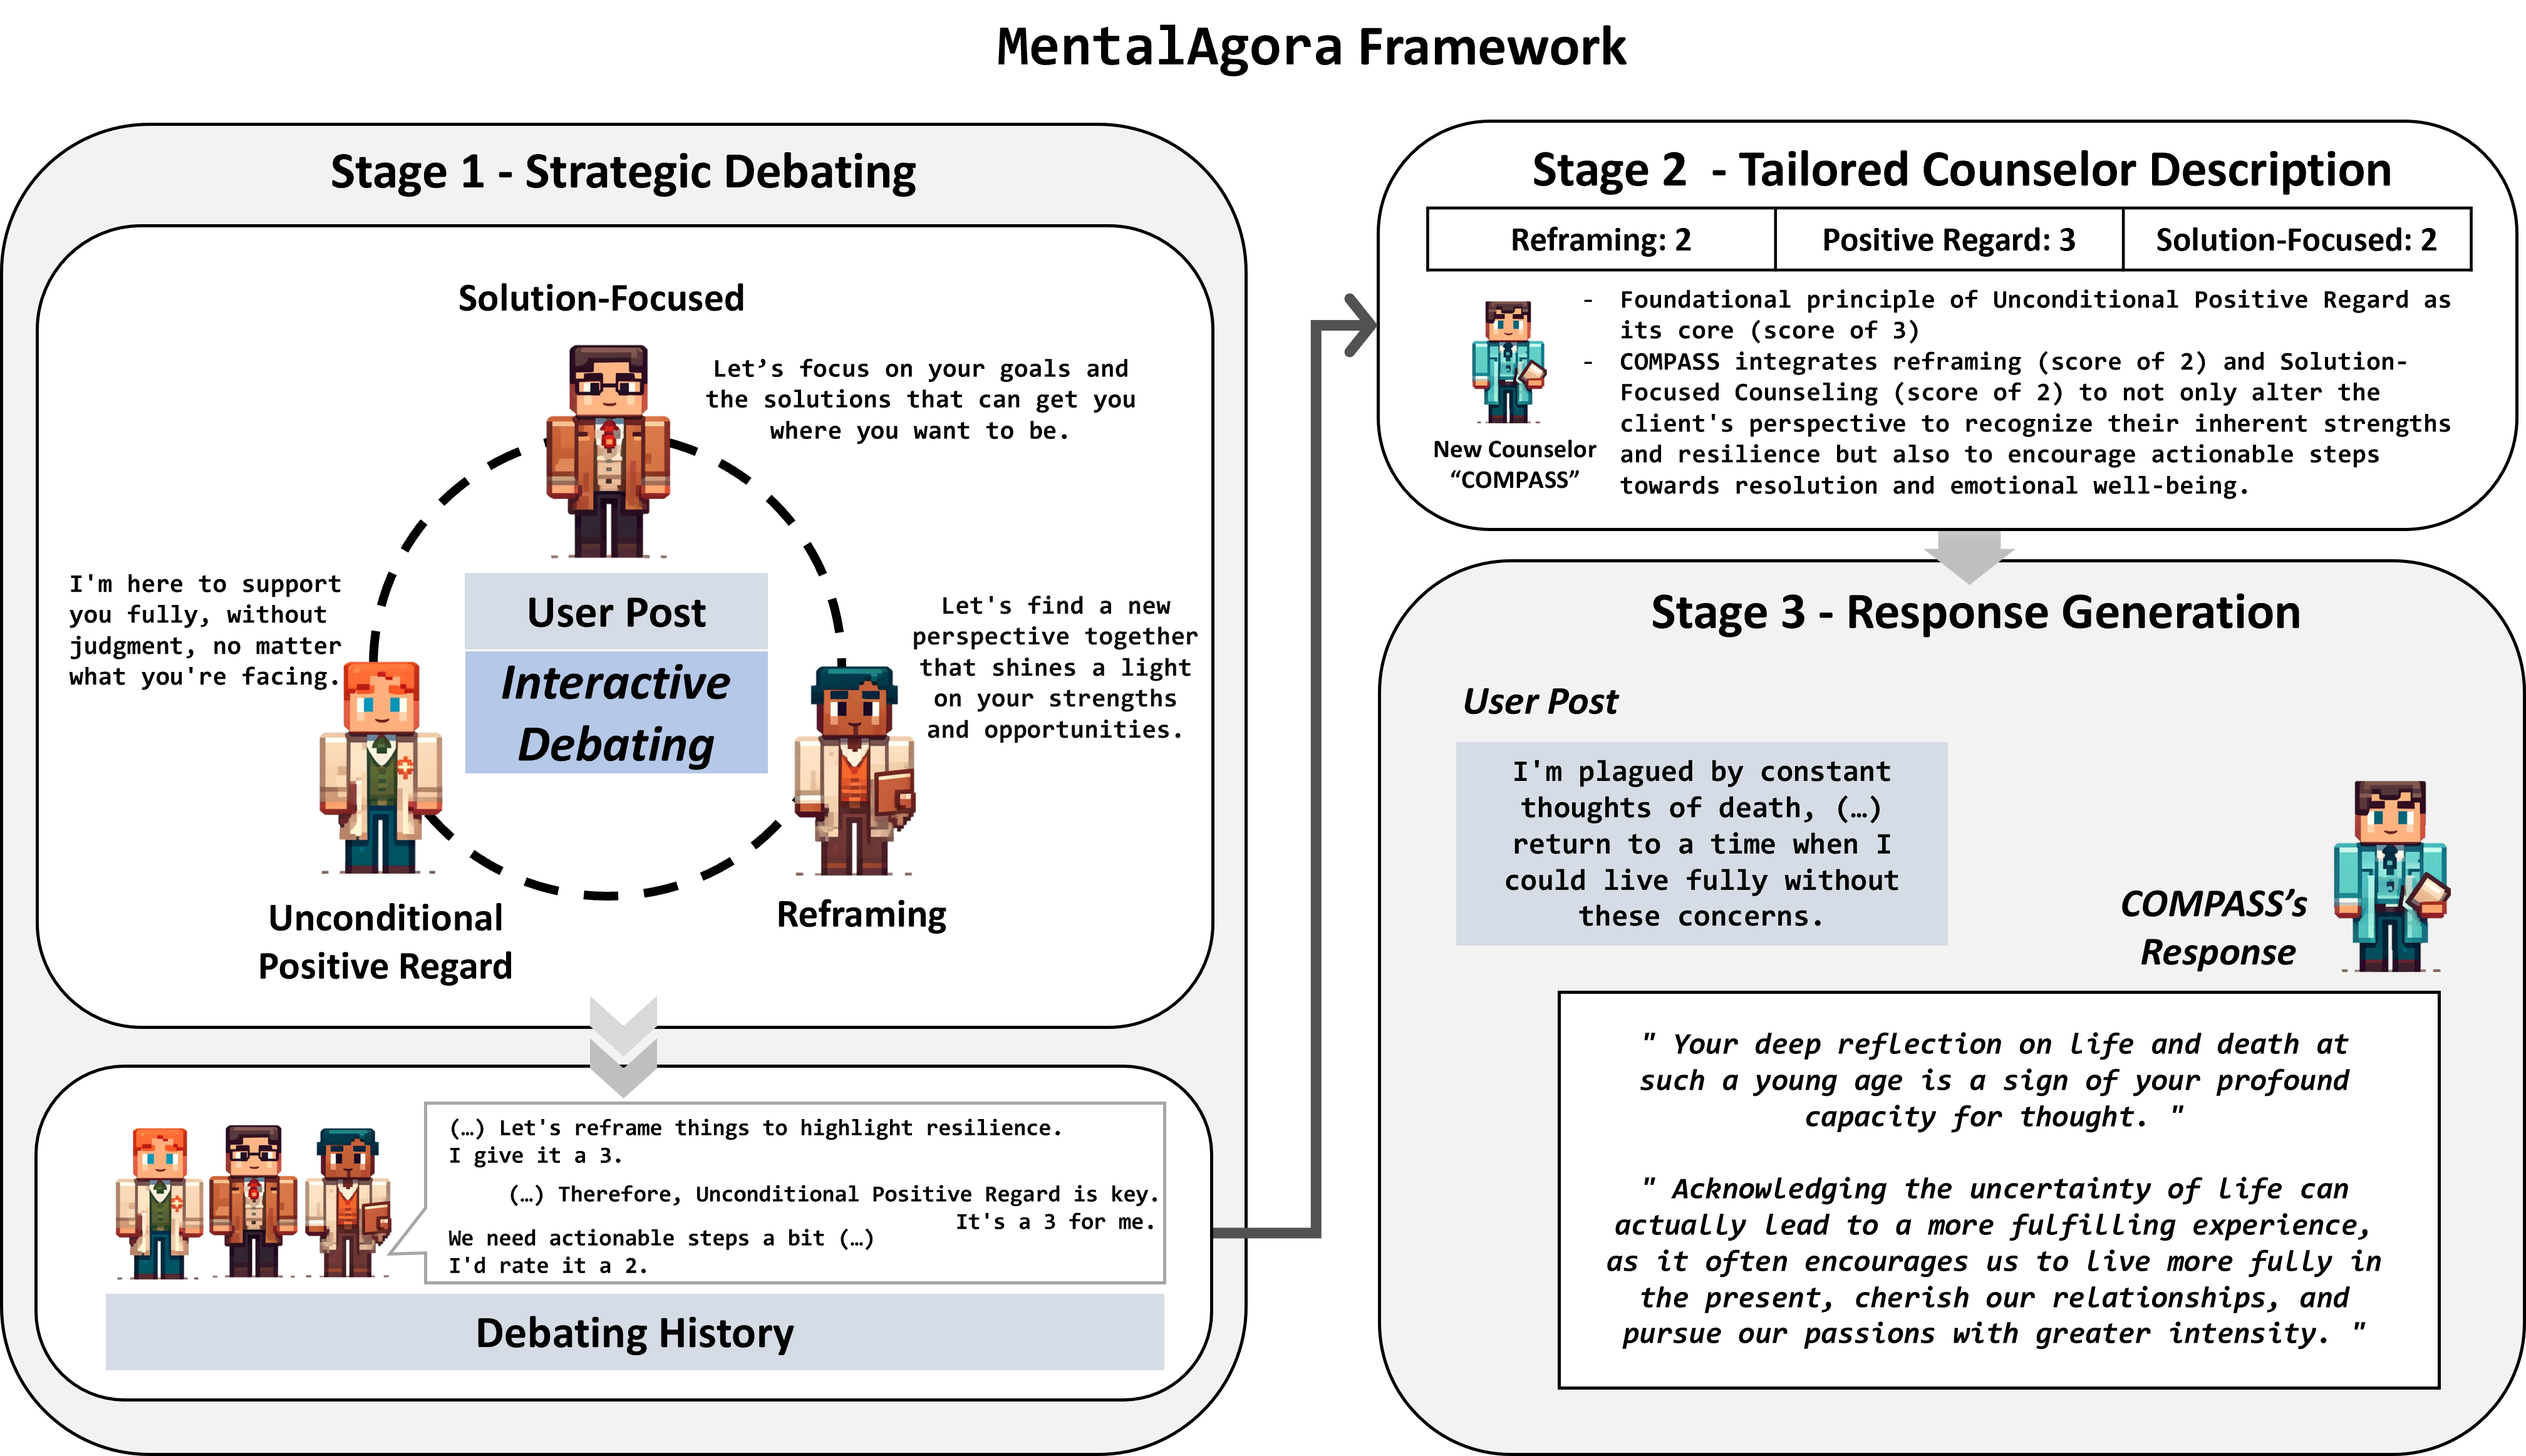 MentalAgora Framework
Stage 1 - Strategic Debating
Solution-Focused
Let’s focus on your goals and
the solutions that can get you
where you want to be.
I'm here to support
you fully, without
judgment, no matter
what you're facing.
User Post
Interactive
Debating
Let's find a new
perspective together
that shines a light
on your strengths
and opportunities.
Unconditional
Positive Regard
Reframing
(…) Let's reframe things to highlight resilience.
I give it a 3.
(…) Therefore, Unconditional Positive Regard is key.
It's a 3 for me.
We need actionable steps a bit (…)
I'd rate it a 2.
Debating History
Stage 2 - Tailored Counselor Description
Reframing: 2
Positive Regard: 3
Solution-Focused: 2
New Counselor
“COMPASS”
- Foundational principle of Unconditional Positive Regard as
its core (score of 3)
- COMPASS integrates reframing (score of 2) and Solution-
Focused Counseling (score of 2) to not only alter the
client's perspective to recognize their inherent strengths
and resilience but also to encourage actionable steps
towards resolution and emotional well-being.
Stage 3 - Response Generation
User Post
I'm plagued by constant
thoughts of death, (…)
return to a time when I
could live fully without
these concerns.
COMPASS’s
Response
" Your deep reflection on life and death at
such a young age is a sign of your profound
capacity for thought. "
" Acknowledging the uncertainty of life can
actually lead to a more fulfilling experience,
as it often encourages us to live more fully in
the present, cherish our relationships, and
pursue our passions with greater intensity. "